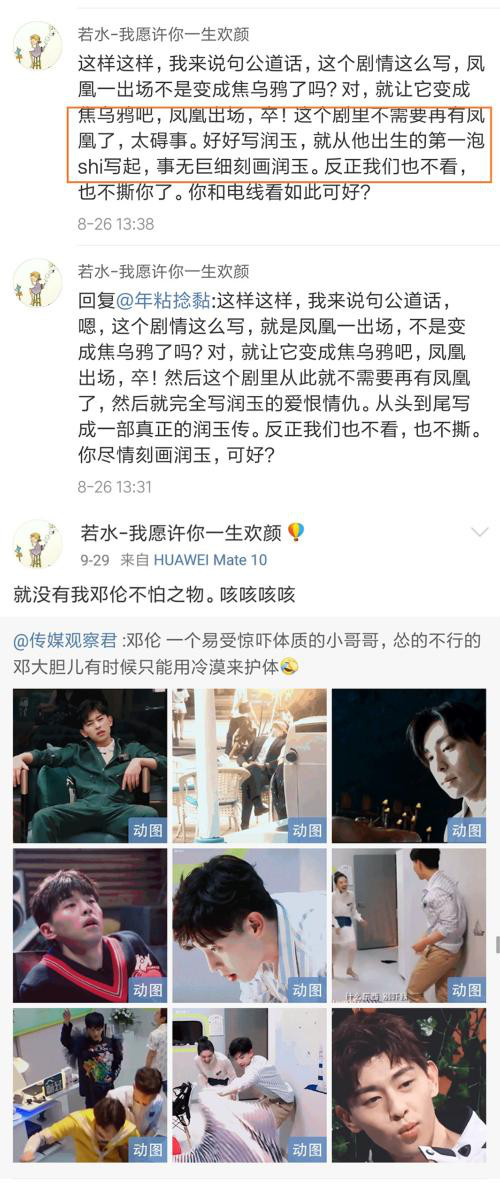 若水-我愿许你一生欢颜
这样这样，我来说句公道话，这个剧情这么写，凤
凰一出场不是变成焦乌鸦了吗？对，就让它变成
焦乌鸦吧，凤凰出场，卒！这个剧里不需要再有凤
凰了，太碍事。好好写润玉，就从他出生的第一泡
shi写起，事无巨细刻画润玉。反正我们也不看，
也不撕你了。你和电线看如此可好？
8-26 13:38
若水-我愿许你一生欢颜
回复@年粘捻黏:这样这样，我来说句公道话，
嗯，这个剧情这么写，就是凤凰一出场，不是变
成焦乌鸦了吗？对，就让它变成焦乌鸦吧，凤凰
出场，卒！然后这个剧里从此就不需要再有凤凰
了，然后就完全写润玉的爱恨情仇。从头到尾写
成一部真正的润玉传。反正我们也不看，也不撕。
你尽情刻画润玉，可好？
8-26 13:31
若水-我愿许你一生欢颜
9-29 来自 HUAWEI Mate 10
就没有我邓伦不怕之物。咳咳咳咳
@传媒观察君 :邓伦 一个易受惊吓体质的小哥哥，怂的不行的
邓大胆儿有时候只能用冷漠来护体
动图 动图 动图
动图 动图 动图
什么东西 别吓我
动图 动图 动图